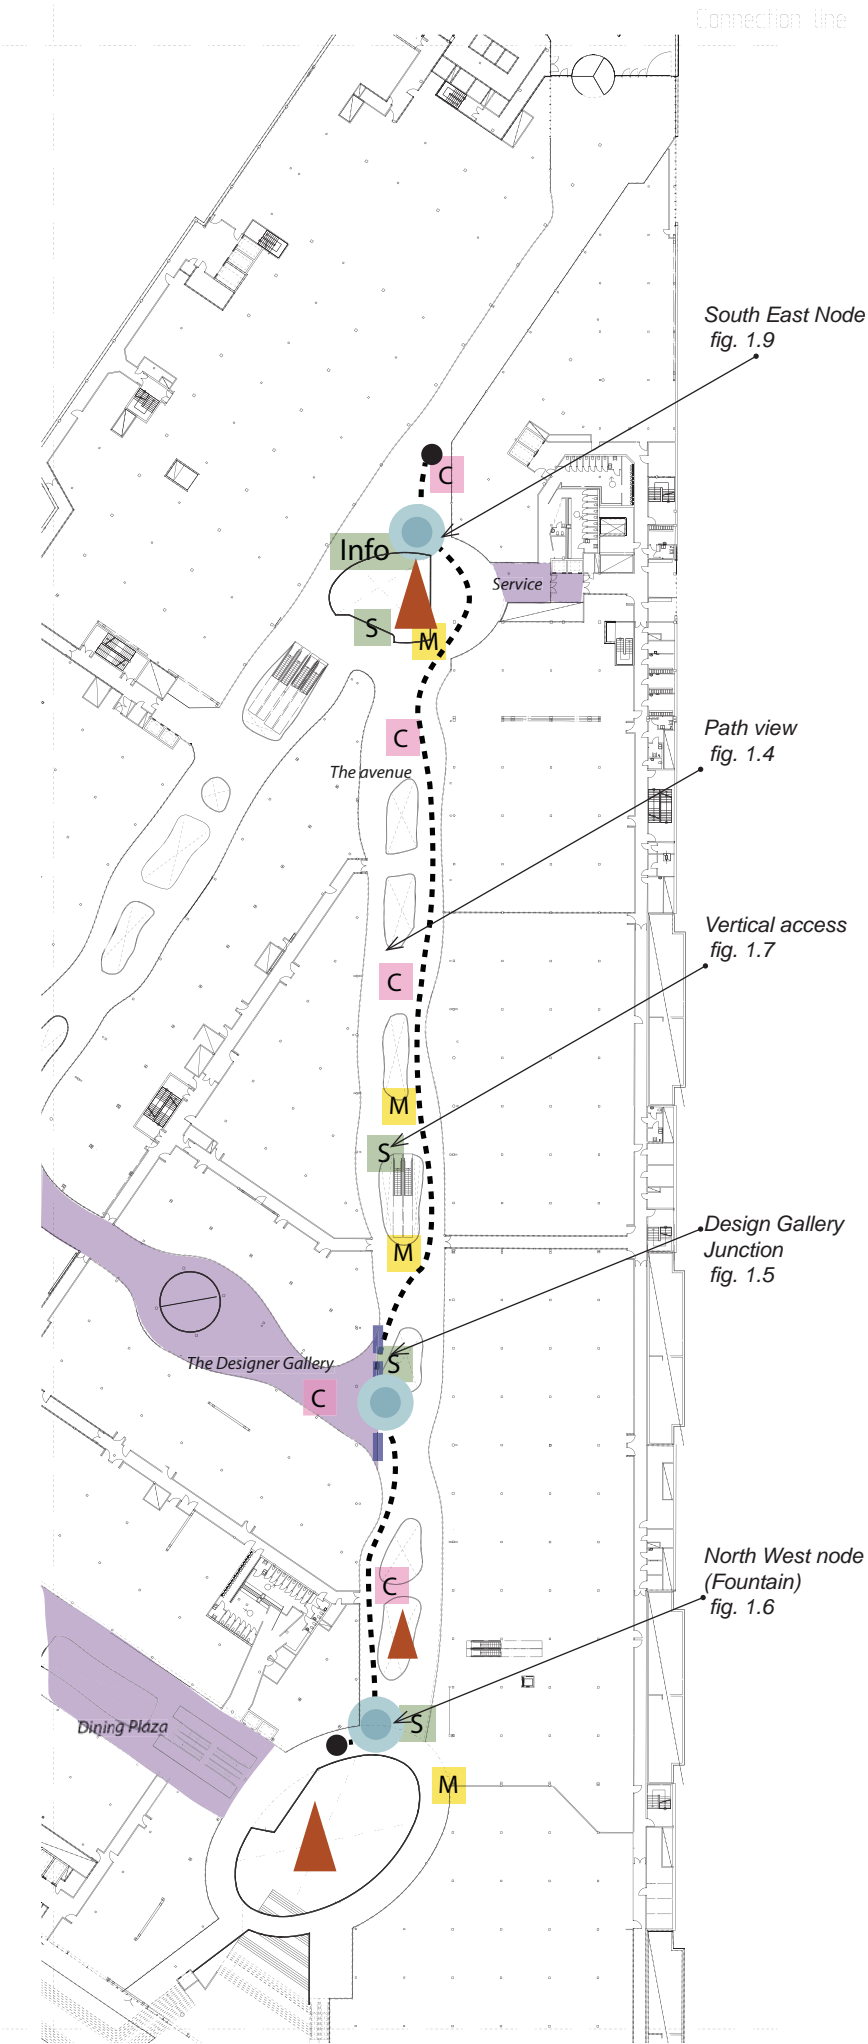 Connection line
South East Node
fig. 1.9
C
Info
Service
S
M
C
Path view
fig. 1.4
The avenue
Vertical access
fig. 1.7
C
M
S
Design Gallery
Junction
fig. 1.5
M
The Designer Gallery
S
C
North West node
(Fountain)
fig. 1.6
C
S
Dining Plaza
M